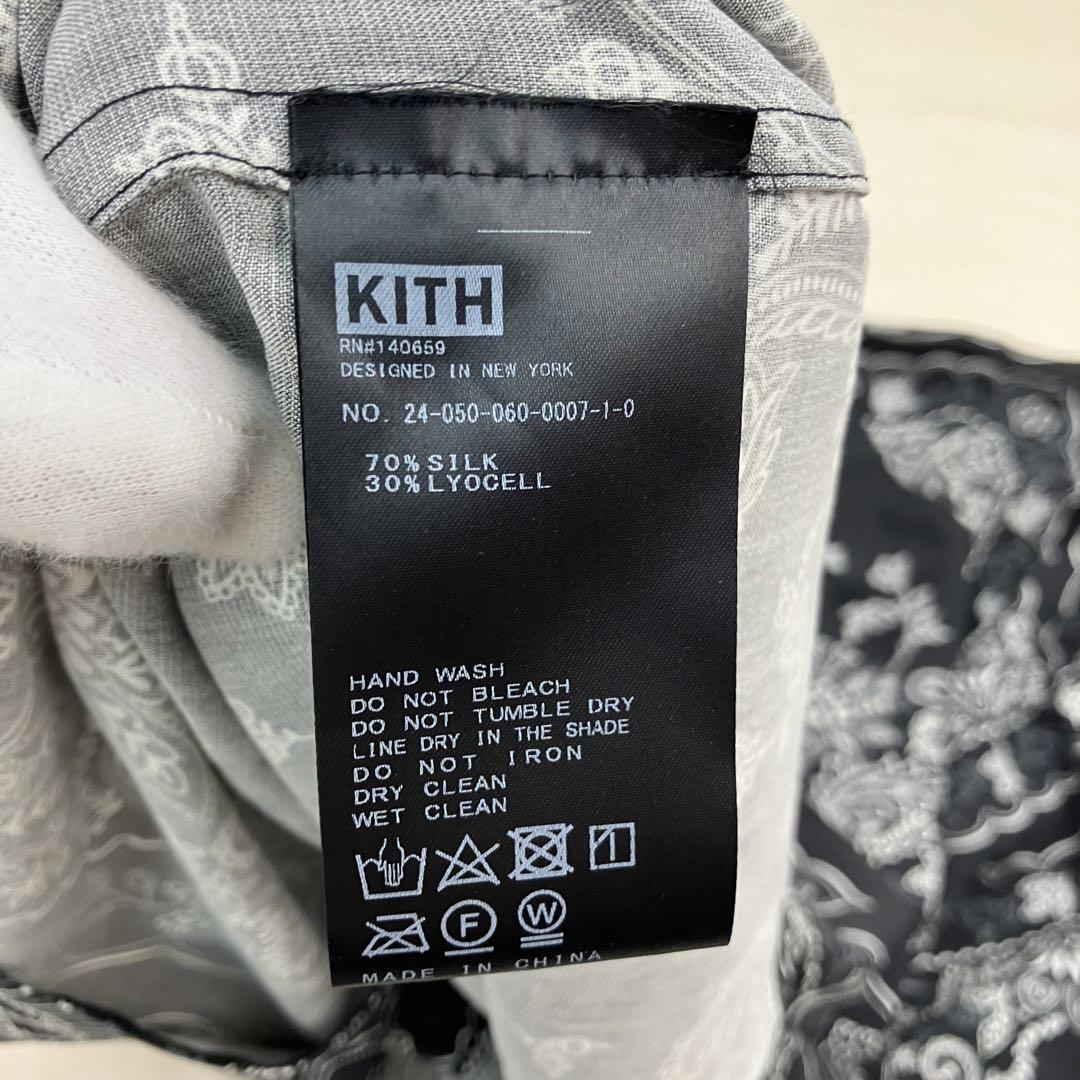 KITH
RN#140659
DESIGNED IN NEW YORK
NO. 24-050-060-0007-1-0
70% SILK
30% LYOCELL
HAND WASH
DO NOT BLEACH
DO NOT TUMBLE DRY
LINE DRY IN THE SHADE
DO NOT IRON
DRY CLEAN
WET CLEAN
F W
MADE IN CHINA